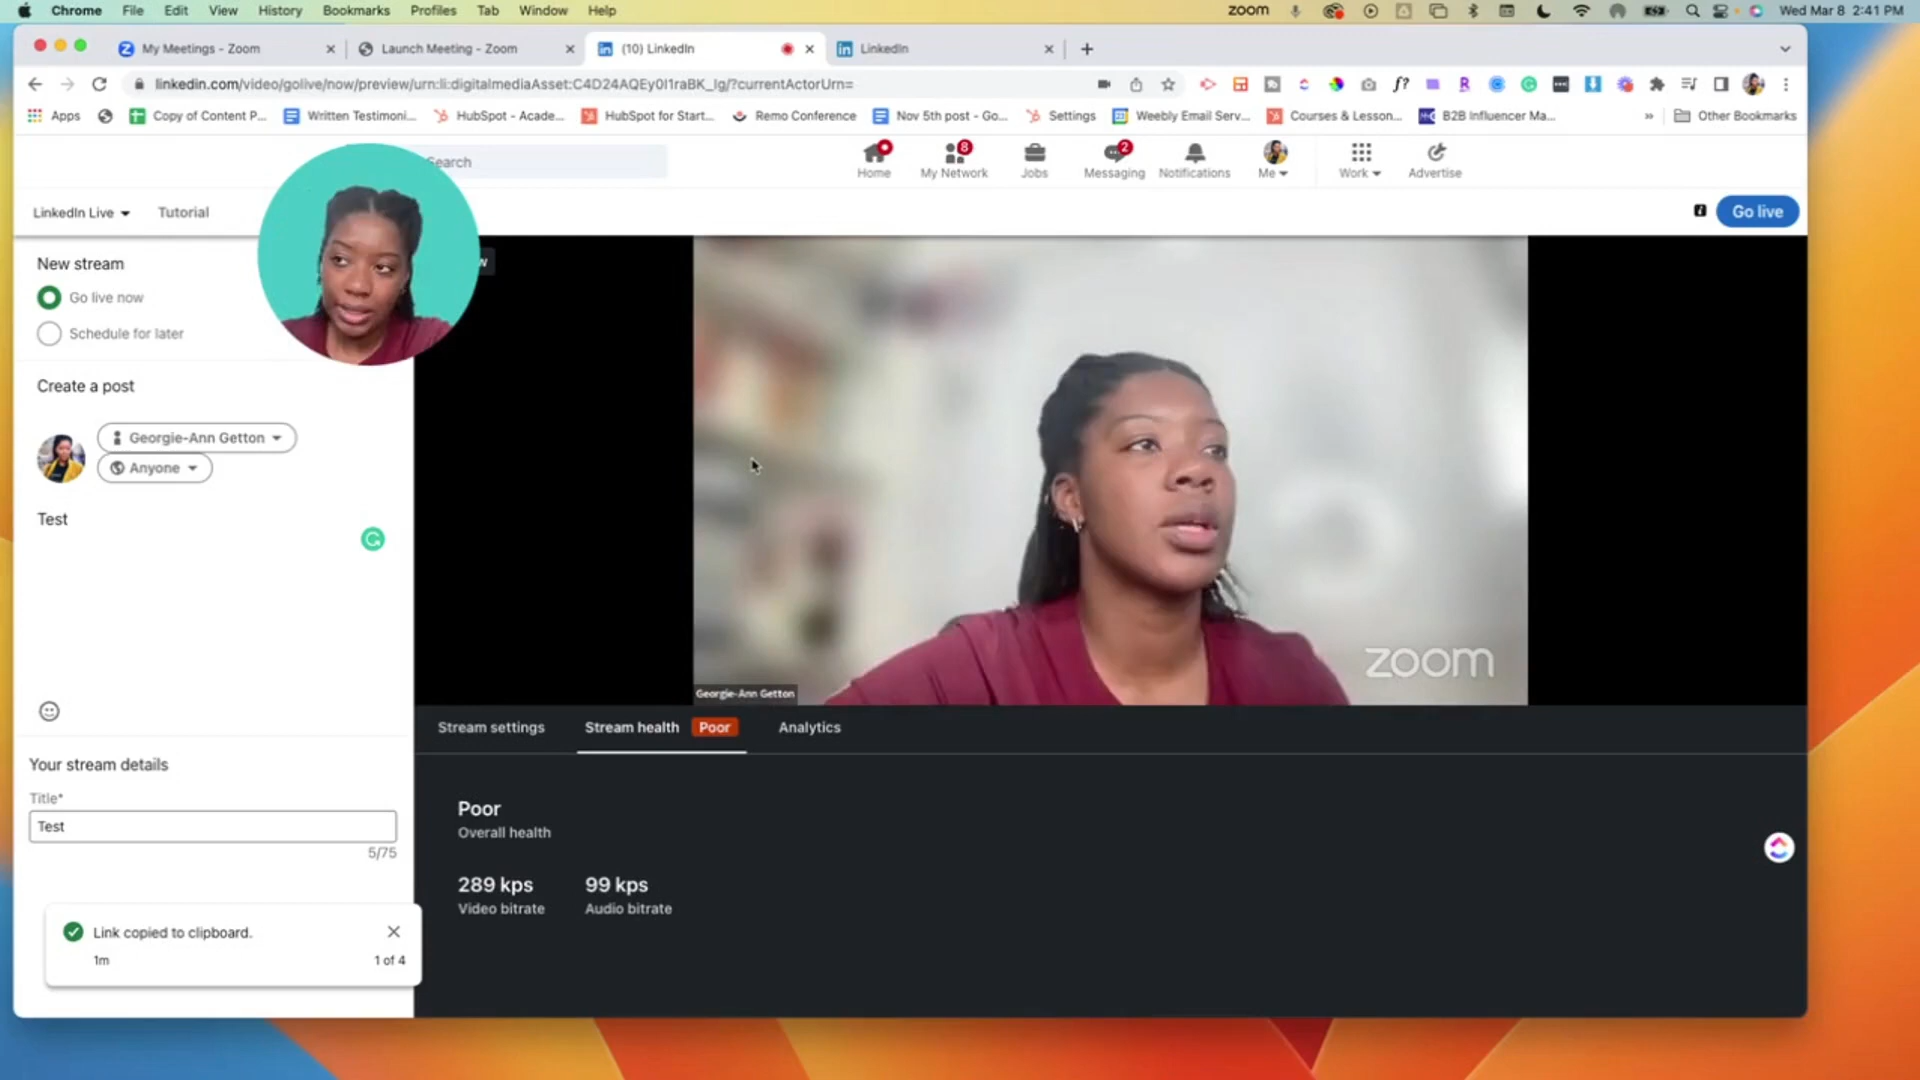 Chrome File Edit View History Bookmarks Profiles Tab Window Help
zoom
Wed Mar 8 2:41 PM
My Meetings - Zoom
Launch Meeting - Zoom
(10) LinkedIn
LinkedIn
linkedin.com/video/golive/now/preview/urn:li:digitalmediaAsset:C4D24AQEy0I1raBK_Ig/?currentActorUrn=
Apps
Copy of Content P...
Written Testimoni...
HubSpot - Acade...
HubSpot for Start...
Remo Conference
Nov 5th post - Go...
Settings
Weekly Email Serv...
Courses & Lesson...
B2B Influencer Ma...
»
Other Bookmarks
Search
Home
8
My Network
Jobs
2
Messaging
Notifications
Me
Work
Advertise
LinkedIn Live
Tutorial
Go live
New stream
Go live now
Schedule for later
Create a post
Georgie-Ann Getton
Anyone
Test
Your stream details
Title*
Test
5/75
Link copied to clipboard.
1m
1 of 4
w
zoom
Georgie-Ann Getton
Stream settings
Stream health
Poor
Analytics
Poor
Overall health
289 kps
Video bitrate
99 kps
Audio bitrate